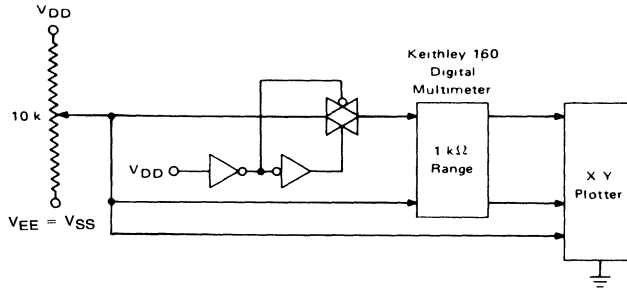 VDD
10 k
VEE = VSS
VDD
Keithley 160
Digital
Multimeter
1 kΩ
Range
X Y
Plotter